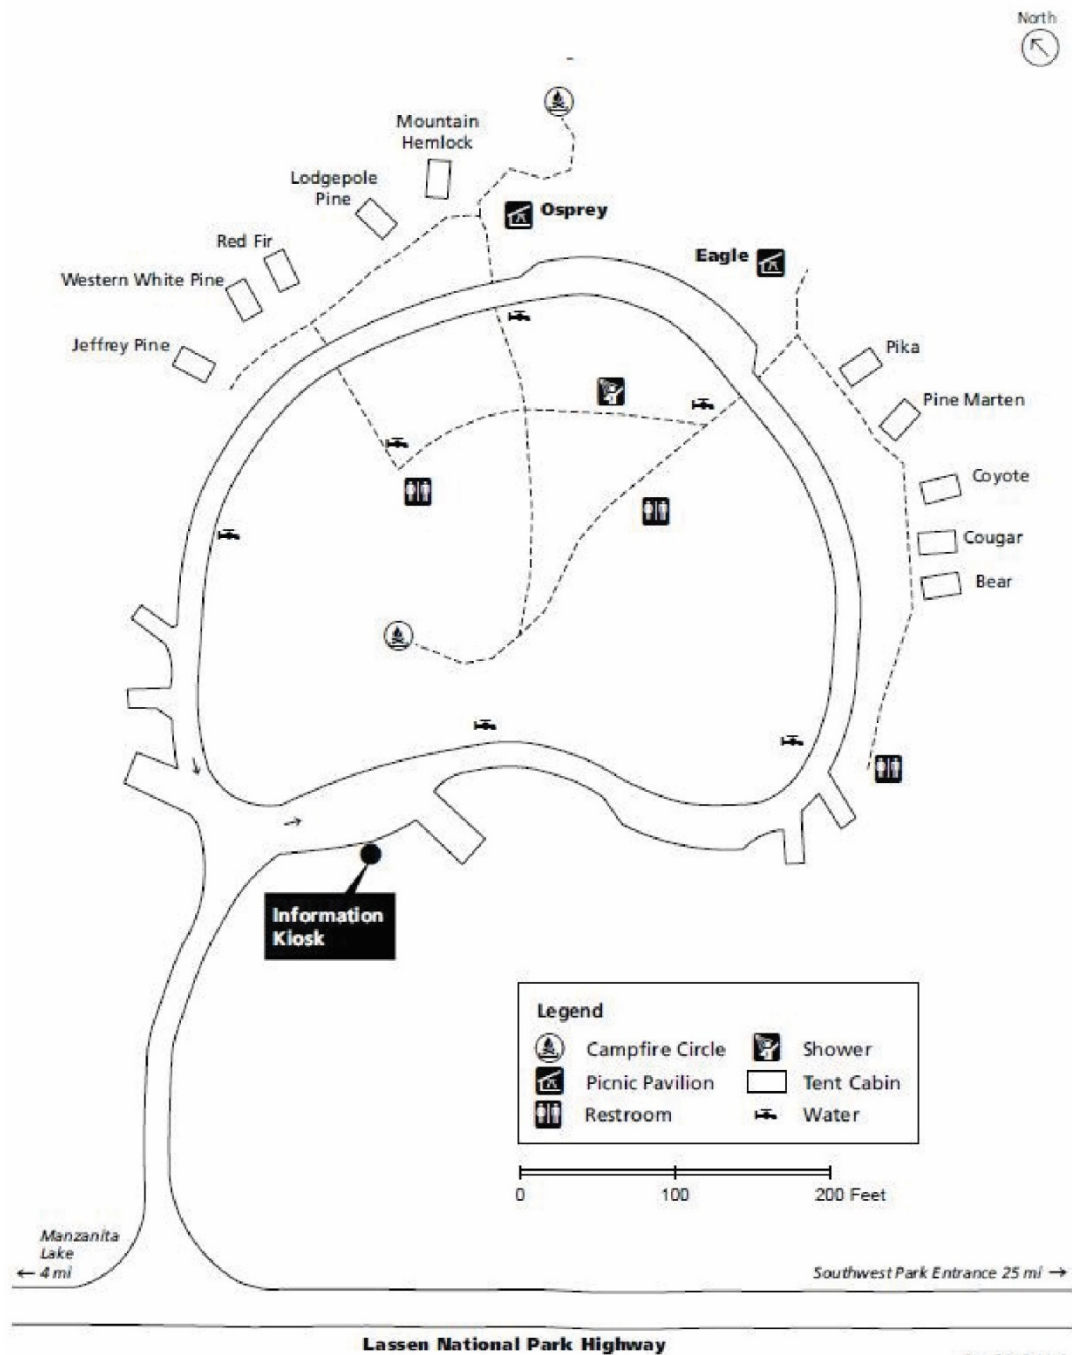 North
Mountain
Hemlock
Lodgepole
Pine
Osprey
Red Fir
Eagle
Western White Pine
Jeffrey Pine
Pika
Pine Marten
Coyote
Cougar
Bear
Information
Kiosk
Legend
Campfire Circle
Shower
Picnic Pavilion
Tent Cabin
Restroom
Water
0 100 200 Feet
Manzanita
Lake
← 4 mi
Southwest Park Entrance 25 mi →
Lassen National Park Highway